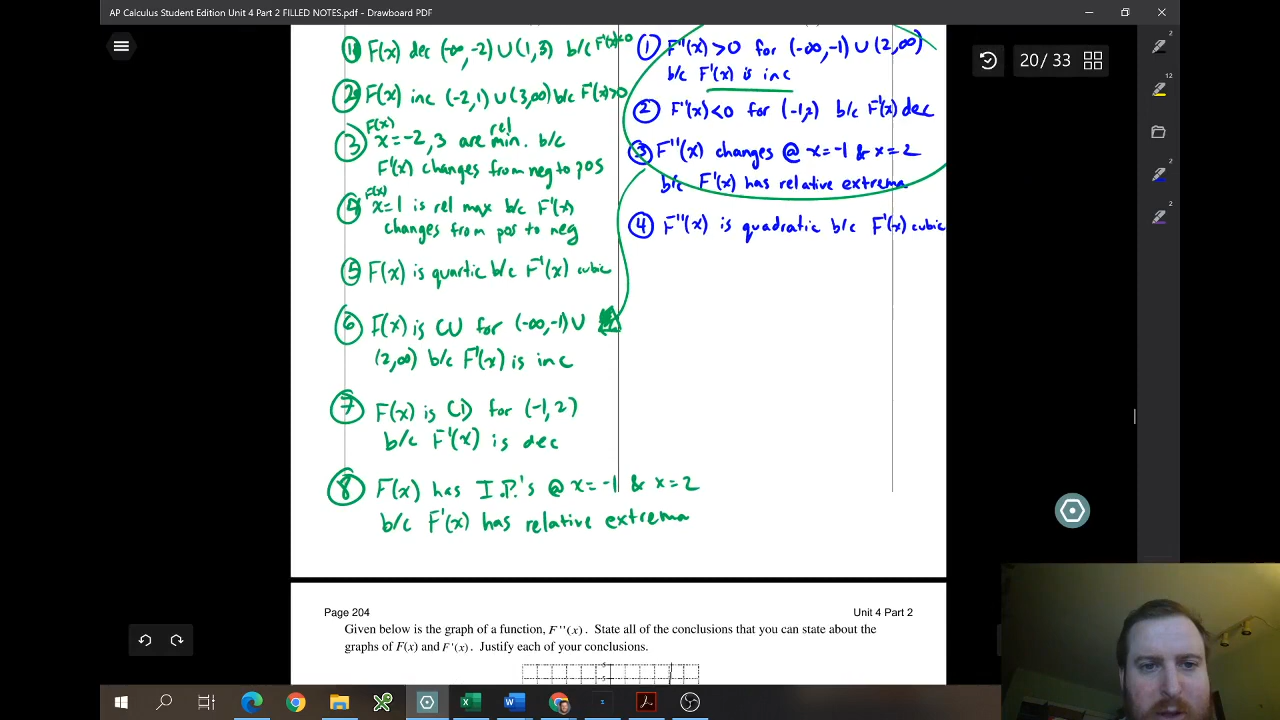 AP Calculus Student Edition Unit 4 Part 2 FILLED NOTES.pdf - Drawboard PDF
20 / 33
① F(x) dec (-∞,-2) ∪ (1,3) b/c F'(x)<0
② F(x) inc (-2,1) ∪ (3,∞) b/c F'(x)>0
③ F(x) x=-2,3 are rel min. b/c
F'(x) changes from neg to pos
④ F(x) x=1 is rel max b/c F'(x)
changes from pos to neg
⑤ F(x) is quartic b/c F'(x) cubic
⑥ F(x) is CU for (-∞,-1) ∪
(2,∞) b/c F'(x) is inc
⑦ F(x) is CD for (-1,2)
b/c F'(x) is dec
⑧ F(x) has I.P.'s @ x=-1 & x=2
b/c F'(x) has relative extrema
① F''(x) >0 for (-∞,-1) ∪ (2,∞)
b/c F'(x) is inc
② F''(x)<0 for (-1,2) b/c F'(x) dec
③ F''(x) changes @ x=-1 & x=2
b/c F'(x) has relative extrema
④ F''(x) is quadratic b/c F'(x) cubic
Page 204 Unit 4 Part 2
Given below is the graph of a function, F''(x). State all of the conclusions that you can state about the
graphs of F(x) and F'(x). Justify each of your conclusions.